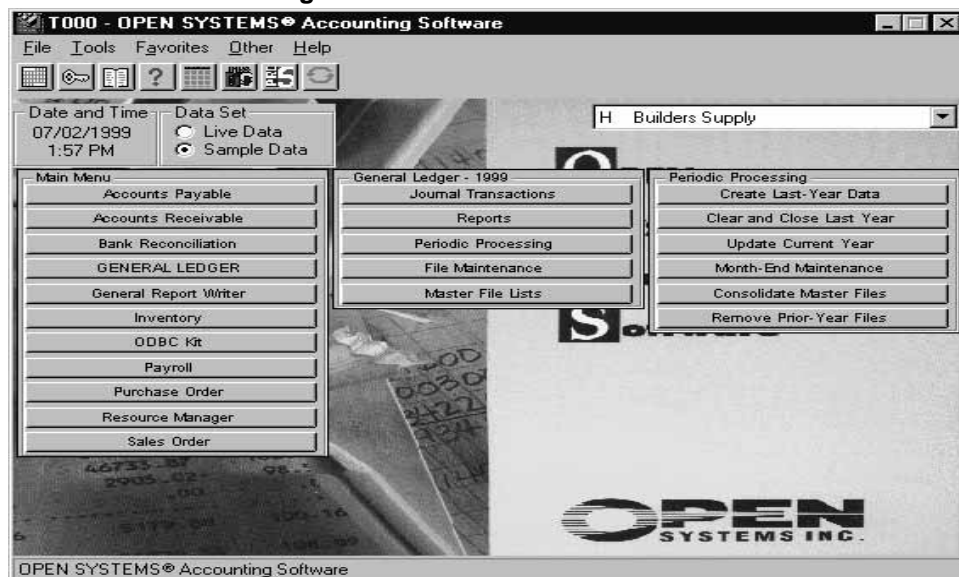 T000 - OPEN SYSTEMS® Accounting Software
File Tools Favorites Other Help
Date and Time
07/02/1999
1:57 PM
Data Set
Live Data
Sample Data
H Builders Supply
Main Menu
Accounts Payable
Accounts Receivable
Bank Reconciliation
GENERAL LEDGER
General Report Writer
Inventory
ODBC Kit
Payroll
Purchase Order
Resource Manager
Sales Order
General Ledger - 1999
Journal Transactions
Reports
Periodic Processing
File Maintenance
Master File Lists
Periodic Processing
Create Last-Year Data
Clear and Close Last Year
Update Current Year
Month-End Maintenance
Consolidate Master Files
Remove Prior-Year Files
OPEN
SYSTEMS INC.
OPEN SYSTEMS® Accounting Software